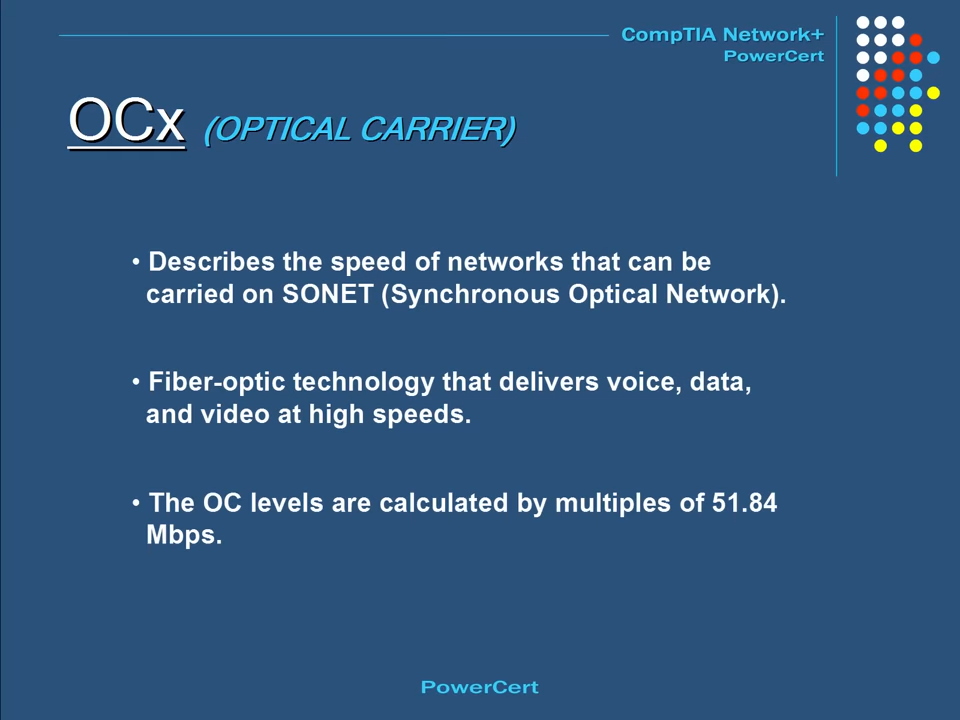 CompTIA Network+
PowerCert
OCx (OPTICAL CARRIER)
• Describes the speed of networks that can be
carried on SONET (Synchronous Optical Network).
• Fiber-optic technology that delivers voice, data,
and video at high speeds.
• The OC levels are calculated by multiples of 51.84
Mbps.
PowerCert